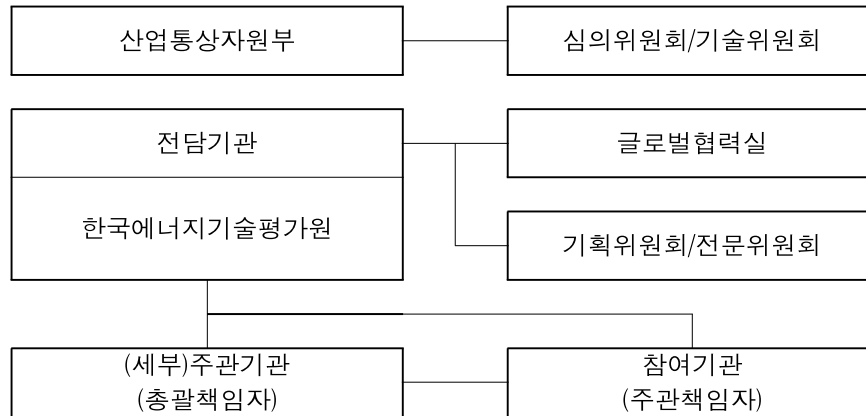 산업통상자원부
심의위원회/기술위원회
전담기관
글로벌협력실
한국에너지기술평가원
기획위원회/전문위원회
(세부)주관기관
(총괄책임자)
참여기관
(주관책임자)